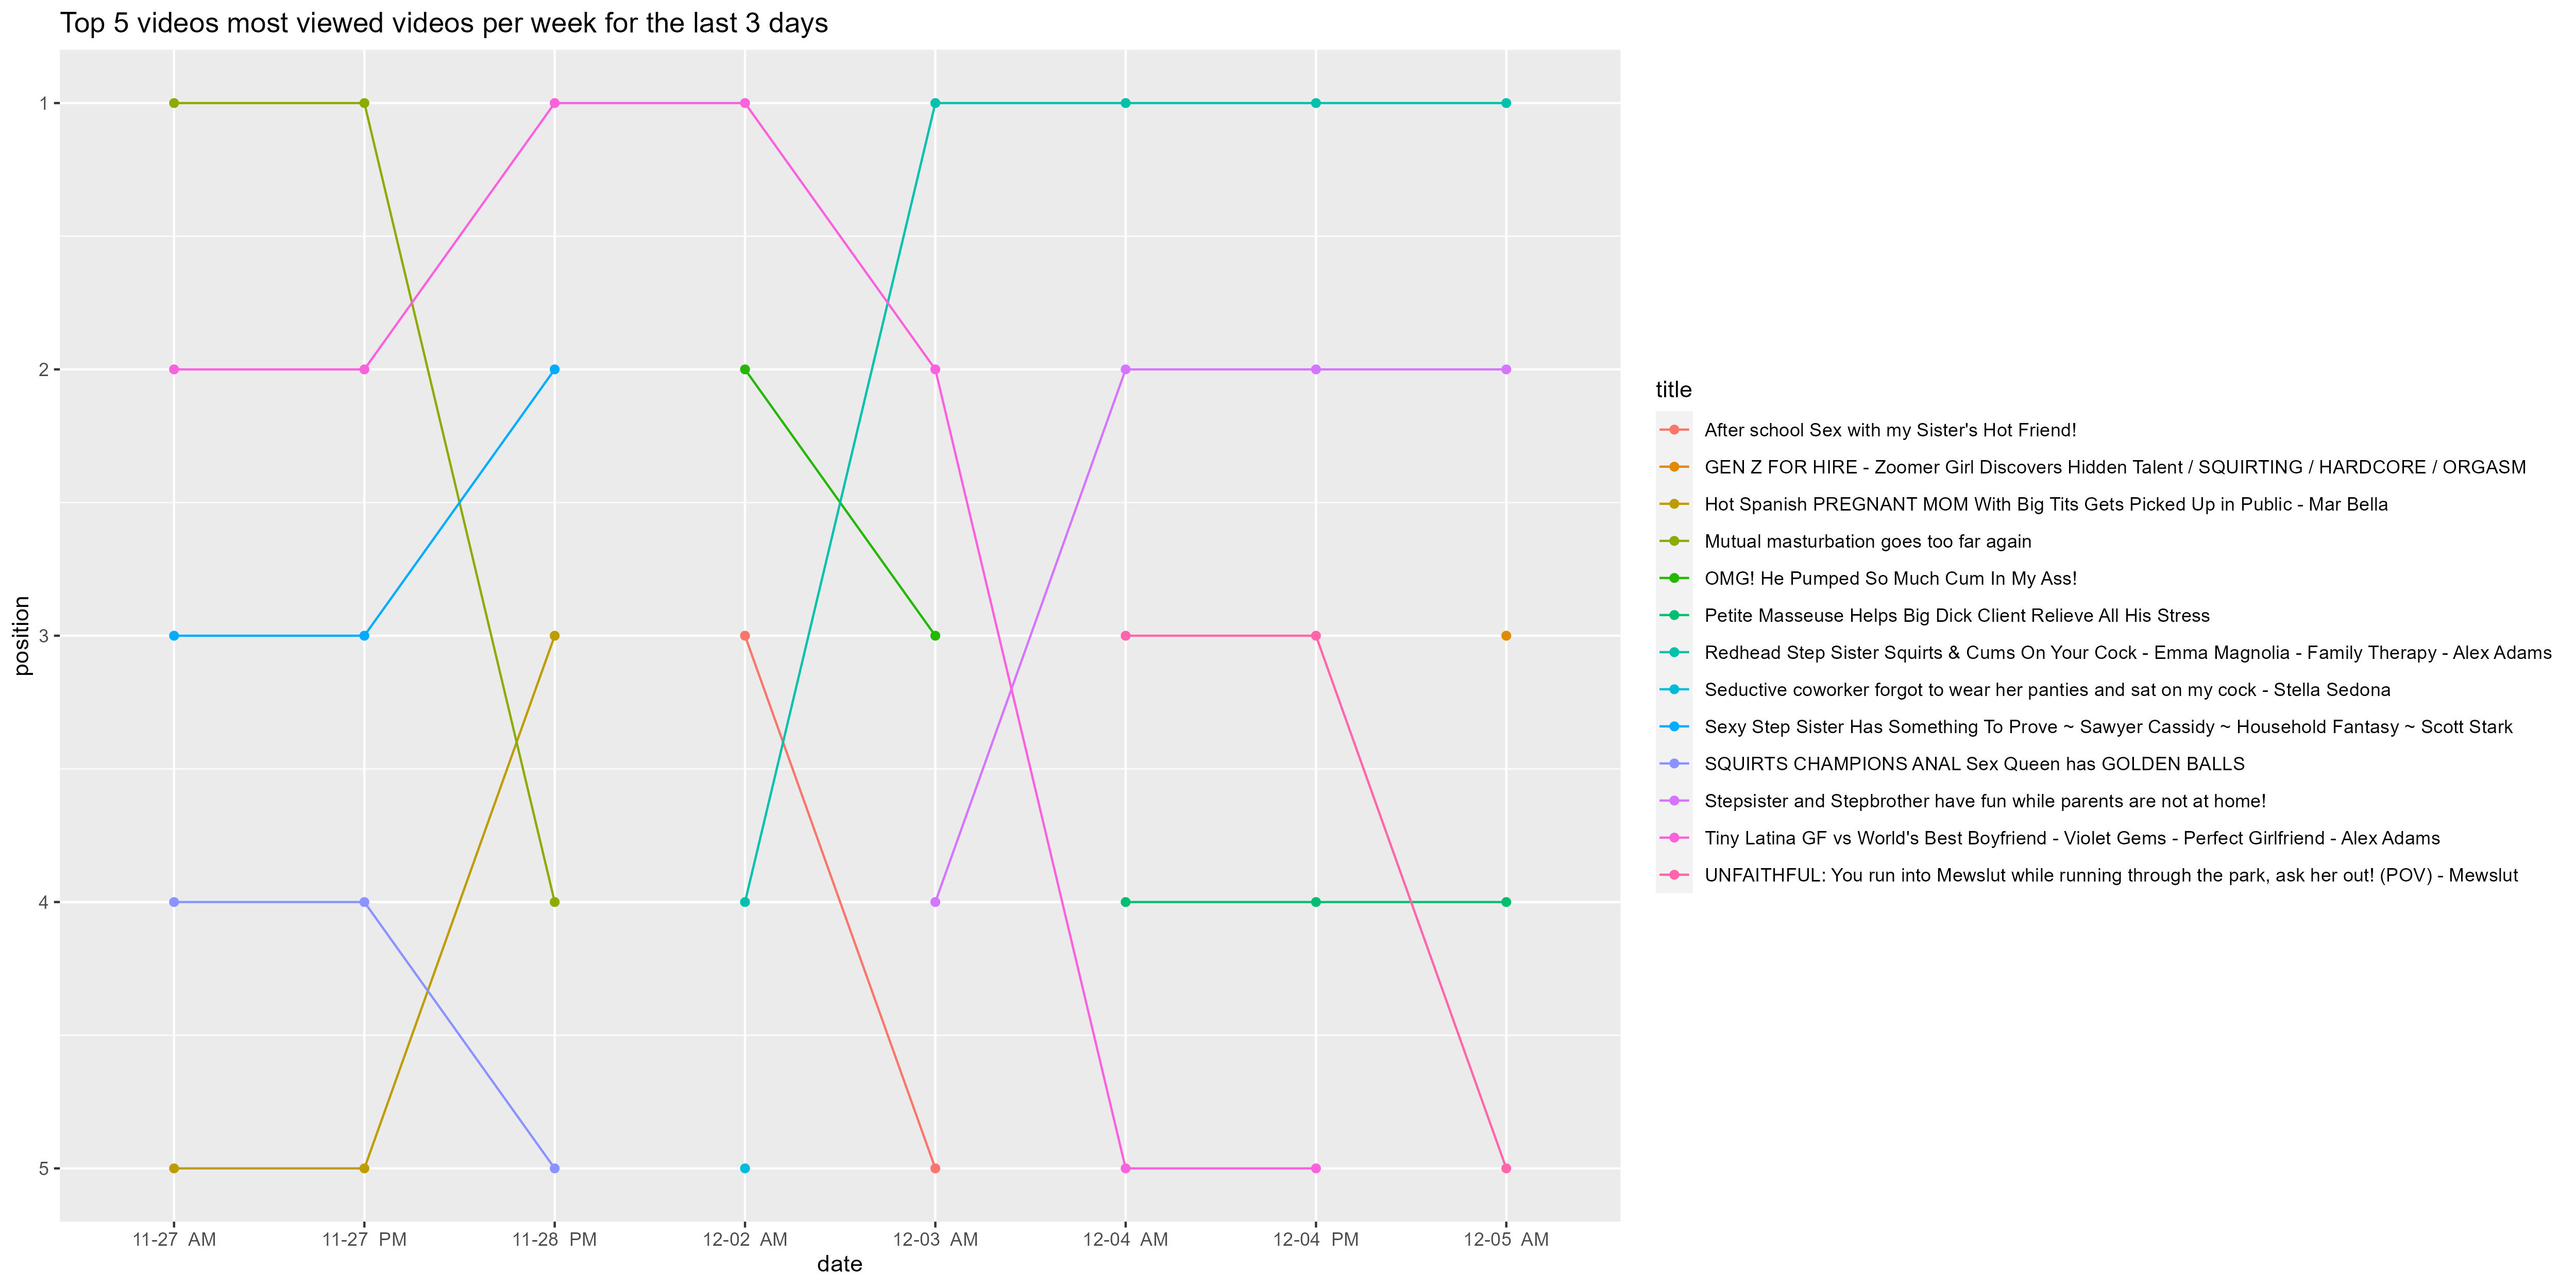 Top 5 videos most viewed videos per week for the last 3 days
position
1
2
3
4
5
11-27 AM
11-27 PM
11-28 PM
12-02 AM
12-03 AM
12-04 AM
12-04 PM
12-05 AM
date
title
After school Sex with my Sister's Hot Friend!
GEN Z FOR HIRE - Zoomer Girl Discovers Hidden Talent / SQUIRTING / HARDCORE / ORGASM
Hot Spanish PREGNANT MOM With Big Tits Gets Picked Up in Public - Mar Bella
Mutual masturbation goes too far again
OMG! He Pumped So Much Cum In My Ass!
Petite Masseuse Helps Big Dick Client Relieve All His Stress
Redhead Step Sister Squirts & Cums On Your Cock - Emma Magnolia - Family Therapy - Alex Adams
Seductive coworker forgot to wear her panties and sat on my cock - Stella Sedona
Sexy Step Sister Has Something To Prove ~ Sawyer Cassidy ~ Household Fantasy ~ Scott Stark
SQUIRTS CHAMPIONS ANAL Sex Queen has GOLDEN BALLS
Stepsister and Stepbrother have fun while parents are not at home!
Tiny Latina GF vs World's Best Boyfriend - Violet Gems - Perfect Girlfriend - Alex Adams
UNFAITHFUL: You run into Mewslut while running through the park, ask her out! (POV) - Mewslut